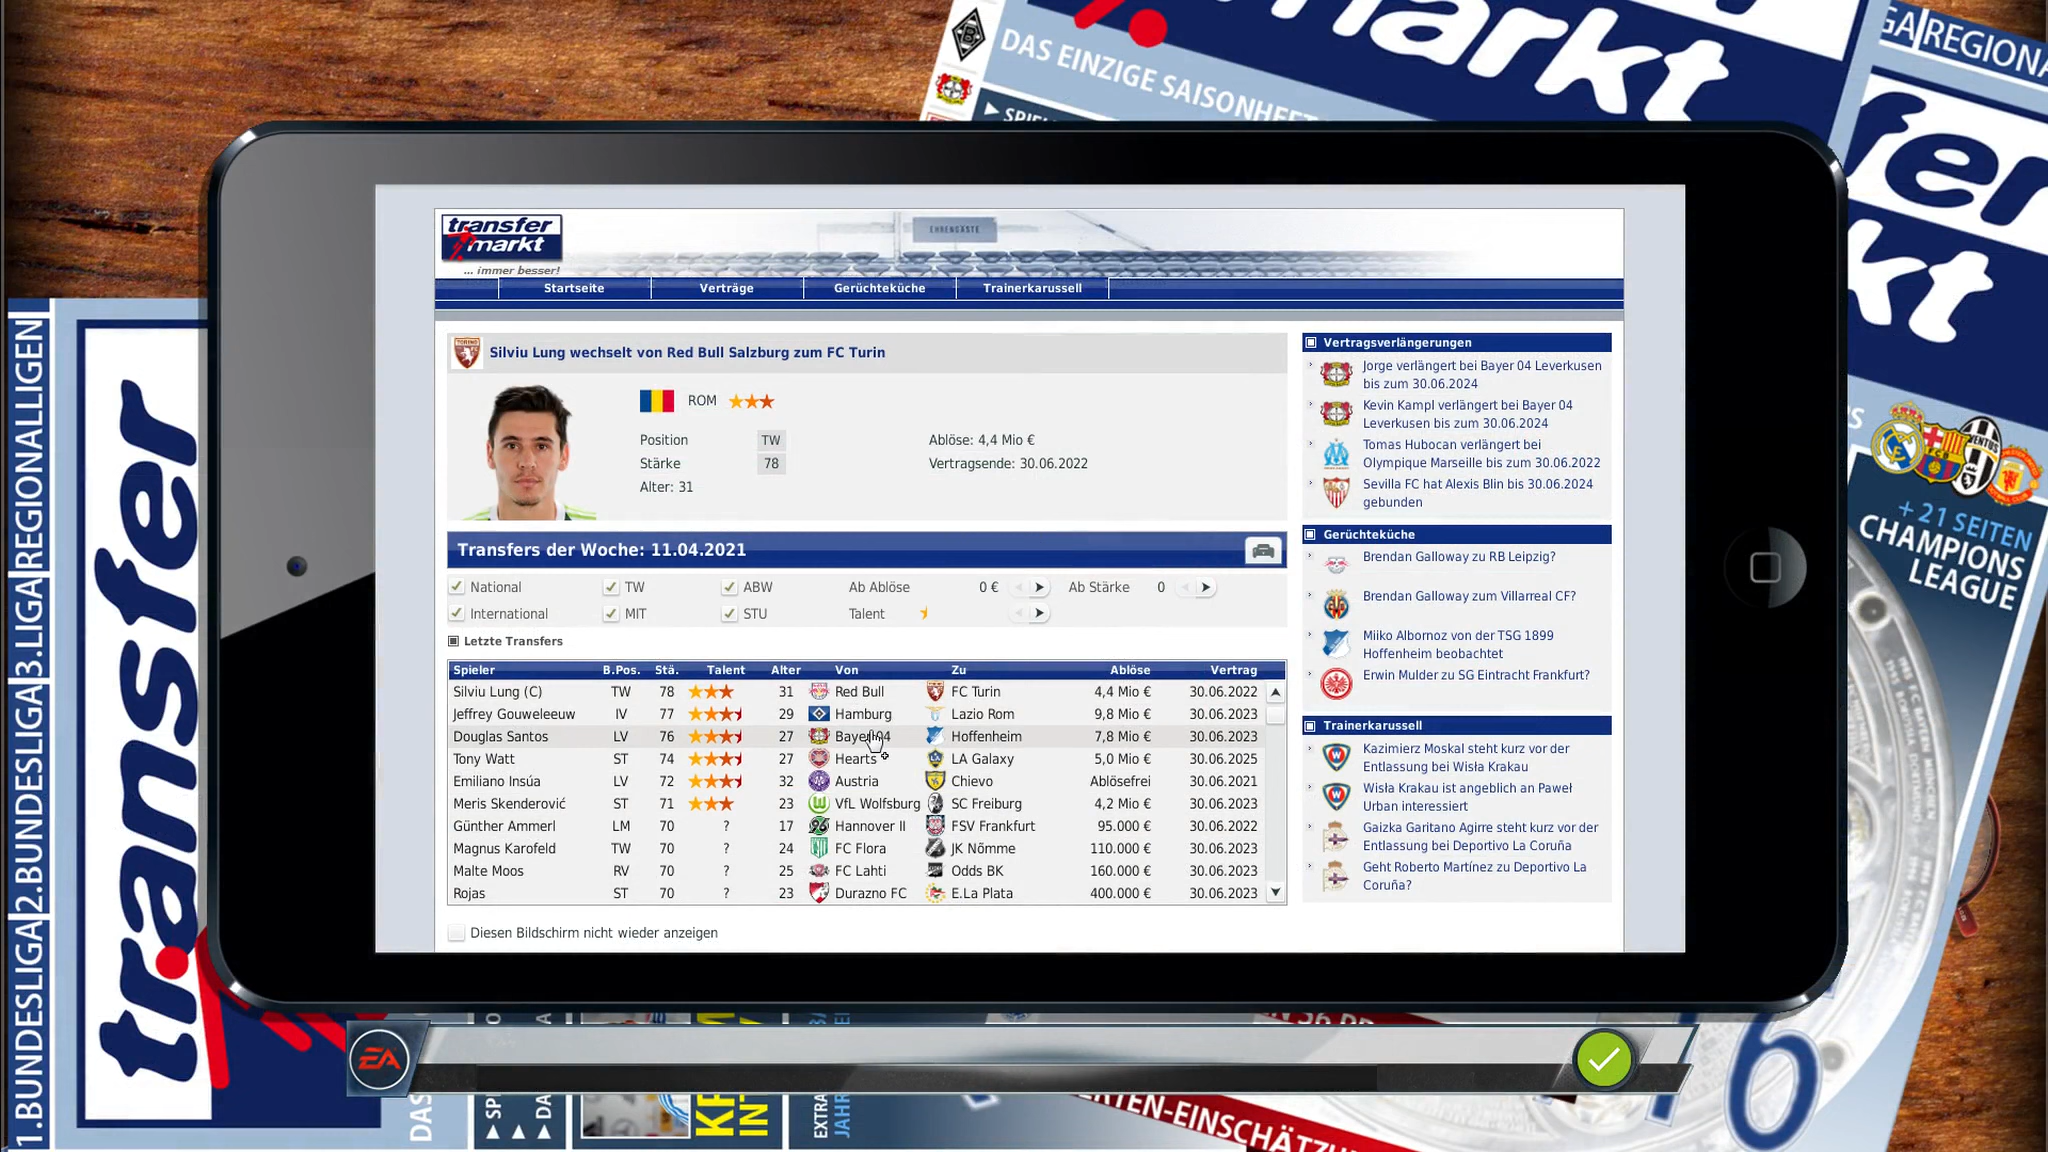 DAS EINZIGE SAISONHEFT
markt
GA|REGIONA
1.BUNDESLIGA|2.BUNDESLIGA|3.LIGA|REGIONALLIGEN
transfer
EHRENGÄSTE
transfer
markt
... immer besser!
Startseite Verträge Gerüchteküche Trainerkarussell
Silviu Lung wechselt von Red Bull Salzburg zum FC Turin
ROM
Position TW
Stärke 78
Alter: 31
Ablöse: 4,4 Mio €
Vertragsende: 30.06.2022
Transfers der Woche: 11.04.2021
National TW ABW Ab Ablöse 0 € Ab Stärke 0
International MIT STU Talent
Letzte Transfers
Spieler B.Pos. Stä. Talent Alter Von Zu Ablöse Vertrag
Silviu Lung (C) TW 78 31 Red Bull FC Turin 4,4 Mio € 30.06.2022
Jeffrey Gouweleeuw IV 77 29 Hamburg Lazio Rom 9,8 Mio € 30.06.2023
Douglas Santos LV 76 27 Bayer 04 Hoffenheim 7,8 Mio € 30.06.2023
Tony Watt ST 74 27 Hearts LA Galaxy 5,0 Mio € 30.06.2025
Emiliano Insúa LV 72 32 Austria Chievo Ablösefrei 30.06.2021
Meris Skenderović ST 71 23 VfL Wolfsburg SC Freiburg 4,2 Mio € 30.06.2023
Günther Ammerl LM 70 ? 17 Hannover II FSV Frankfurt 95.000 € 30.06.2022
Magnus Karofeld TW 70 ? 24 FC Flora JK Nõmme 110.000 € 30.06.2023
Malte Moos RV 70 ? 25 FC Lahti Odds BK 160.000 € 30.06.2023
Rojas ST 70 ? 23 Durazno FC E.La Plata 400.000 € 30.06.2023
Diesen Bildschirm nicht wieder anzeigen
Vertragsverlängerungen
Jorge verlängert bei Bayer 04 Leverkusen
bis zum 30.06.2024
Kevin Kampl verlängert bei Bayer 04
Leverkusen bis zum 30.06.2024
Tomas Hubocan verlängert bei
Olympique Marseille bis zum 30.06.2022
Sevilla FC hat Alexis Blin bis 30.06.2024
gebunden
Gerüchteküche
Brendan Galloway zu RB Leipzig?
Brendan Galloway zum Villarreal CF?
Miiko Albornoz von der TSG 1899
Hoffenheim beobachtet
Erwin Mulder zu SG Eintracht Frankfurt?
Trainerkarussell
Kazimierz Moskal steht kurz vor der
Entlassung bei Wisła Krakau
Wisła Krakau ist angeblich an Paweł
Urban interessiert
Gaizka Garitano Agirre steht kurz vor der
Entlassung bei Deportivo La Coruña
Geht Roberto Martínez zu Deportivo La
Coruña?
+ 21 SEITEN
CHAMPIONS
LEAGUE
EA
DAS
EXTRA
JAHR
RTEN-EINSCHÄTZU
16